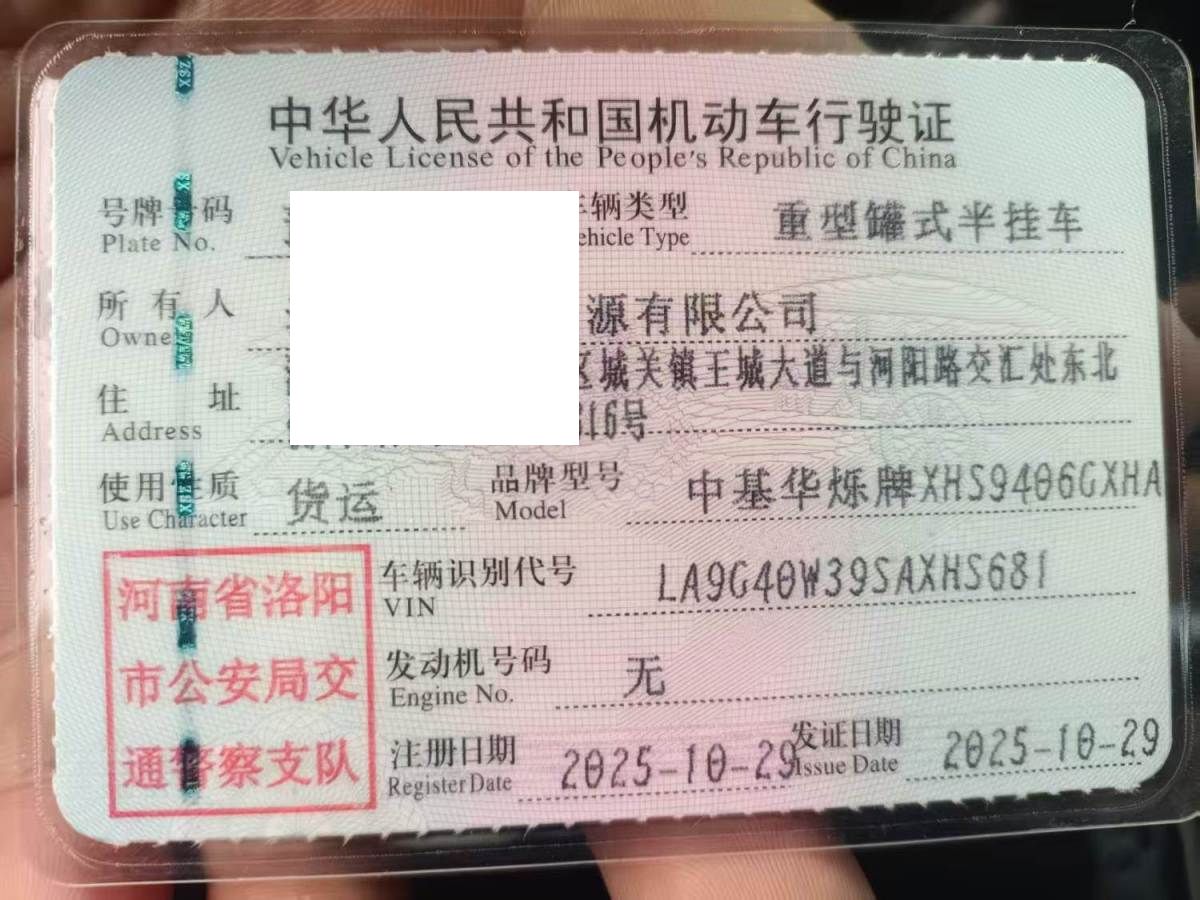 中华人民共和国机动车行驶证
Vehicle License of the People's Republic of China
号牌号码 车辆类型 重型罐式半挂车
Plate No. Vehicle Type
所有人 源有限公司
Owner
住址 区城关镇王城大道与河阳路交汇处东北
Address 816号
使用性质 货运 品牌型号 中基华烁牌XHS9406GXHA
Use Character Model
车辆识别代号 LA9G40W39SAXHS681
VIN
发动机号码 无
Engine No.
注册日期 2025-10-29 发证日期 2025-10-29
Register Date Issue Date
河南省洛阳
市公安局交
通警察支队